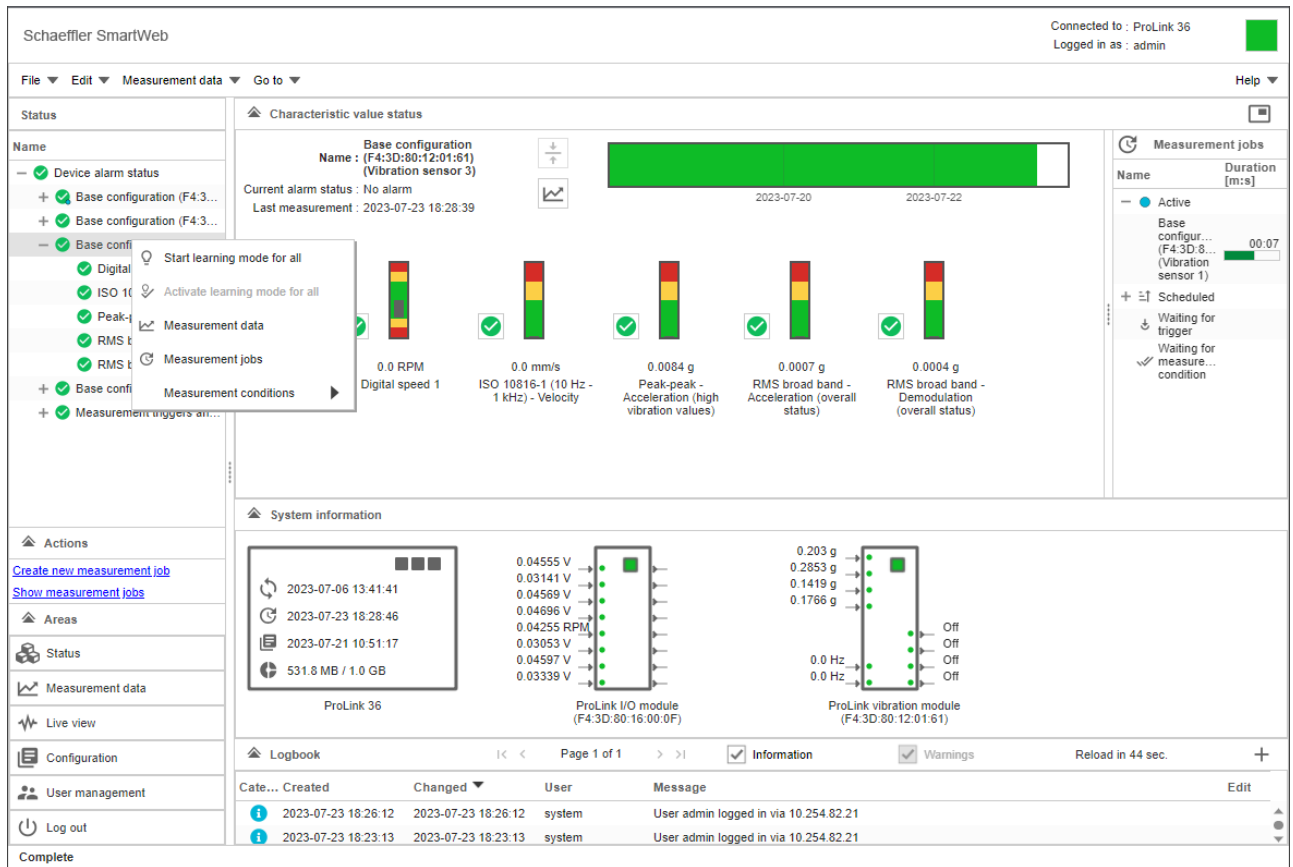 Schaeffler SmartWeb
Connected to : ProLink 36
Logged in as : admin
File Edit Measurement data Go to Help
Status
Name
Device alarm status
Base configuration (F4:3...
Base configuration (F4:3...
Base confi
Digital
ISO 10
Peak-p
RMS b
RMS b
Base confi
Measurement triggers an...
Start learning mode for all
Activate learning mode for all
Measurement data
Measurement jobs
Measurement conditions
Characteristic value status
Name : Base configuration
(F4:3D:80:12:01:61)
(Vibration sensor 3)
Current alarm status : No alarm
Last measurement : 2023-07-23 18:28:39
2023-07-20 2023-07-22
0.0 RPM
Digital speed 1
0.0 mm/s
ISO 10816-1 (10 Hz -
1 kHz) - Velocity
0.0084 g
Peak-peak -
Acceleration (high
vibration values)
0.0007 g
RMS broad band -
Acceleration (overall
status)
0.0004 g
RMS broad band -
Demodulation
(overall status)
Measurement jobs
Name Duration
[m:s]
Active
Base
configur...
(F4:3D:8...
(Vibration
sensor 1)
00:07
Scheduled
Waiting for
trigger
Waiting for
measure...
condition
System information
2023-07-06 13:41:41
2023-07-23 18:28:46
2023-07-21 10:51:17
531.8 MB / 1.0 GB
ProLink 36
0.04555 V
0.03141 V
0.04569 V
0.04696 V
0.04255 RPM
0.03053 V
0.04597 V
0.03339 V
ProLink I/O module
(F4:3D:80:16:00:0F)
0.203 g
0.2853 g
0.1419 g
0.1766 g
0.0 Hz
0.0 Hz
Off
Off
Off
Off
ProLink vibration module
(F4:3D:80:12:01:61)
Actions
Create new measurement job
Show measurement jobs
Areas
Status
Measurement data
Live view
Configuration
User management
Log out
Logbook Page 1 of 1 Information Warnings Reload in 44 sec.
Cate... Created Changed User Message Edit
2023-07-23 18:26:12 2023-07-23 18:26:12 system User admin logged in via 10.254.82.21
2023-07-23 18:23:13 2023-07-23 18:23:13 system User admin logged in via 10.254.82.21
Complete